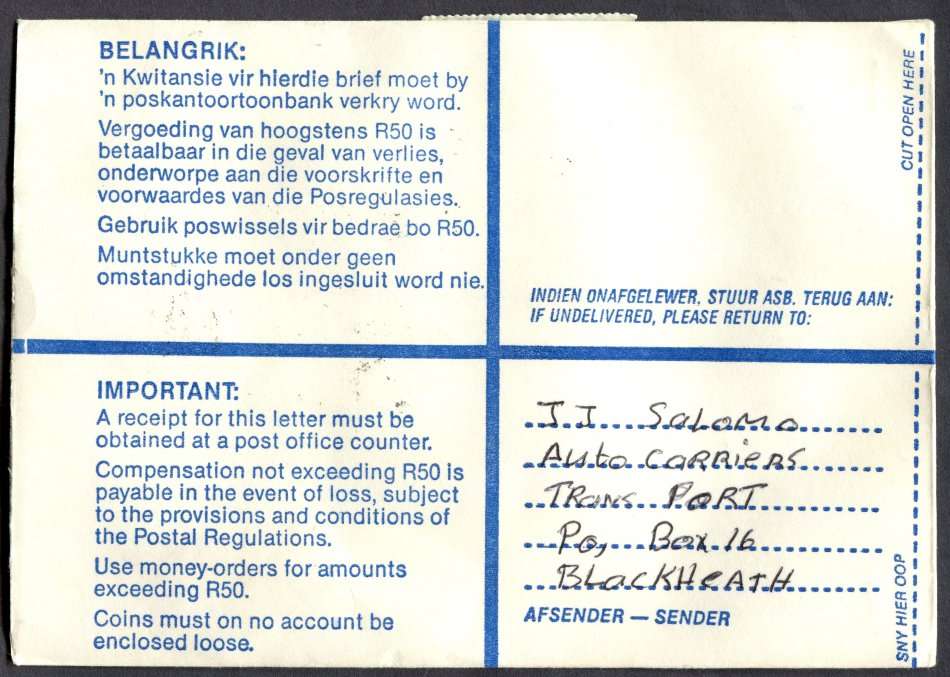 BELANGRIK:
'n Kwitansie vir hierdie brief moet by
'n poskantoortoonbank verkry word.
Vergoeding van hoogstens R50 is
betaalbaar in die geval van verlies,
onderworpe aan die voorskrifte en
voorwaardes van die Posregulasies.
Gebruik poswissels vir bedrae bo R50.
Muntstukke moet onder geen
omstandighede los ingesluit word nie.
CUT OPEN HERE
INDIEN ONAFGELEWER, STUUR ASB. TERUG AAN:
IF UNDELIVERED, PLEASE RETURN TO:
IMPORTANT:
A receipt for this letter must be
obtained at a post office counter.
Compensation not exceeding R50 is
payable in the event of loss, subject
to the provisions and conditions of
the Postal Regulations.
Use money-orders for amounts
exceeding R50.
Coins must on no account be
enclosed loose.
JJ Salomo
Auto CARRIERS
TRANS PORT
Po, Box 16
BLACKHEATH
AFSENDER — SENDER
SNY HIER OOP